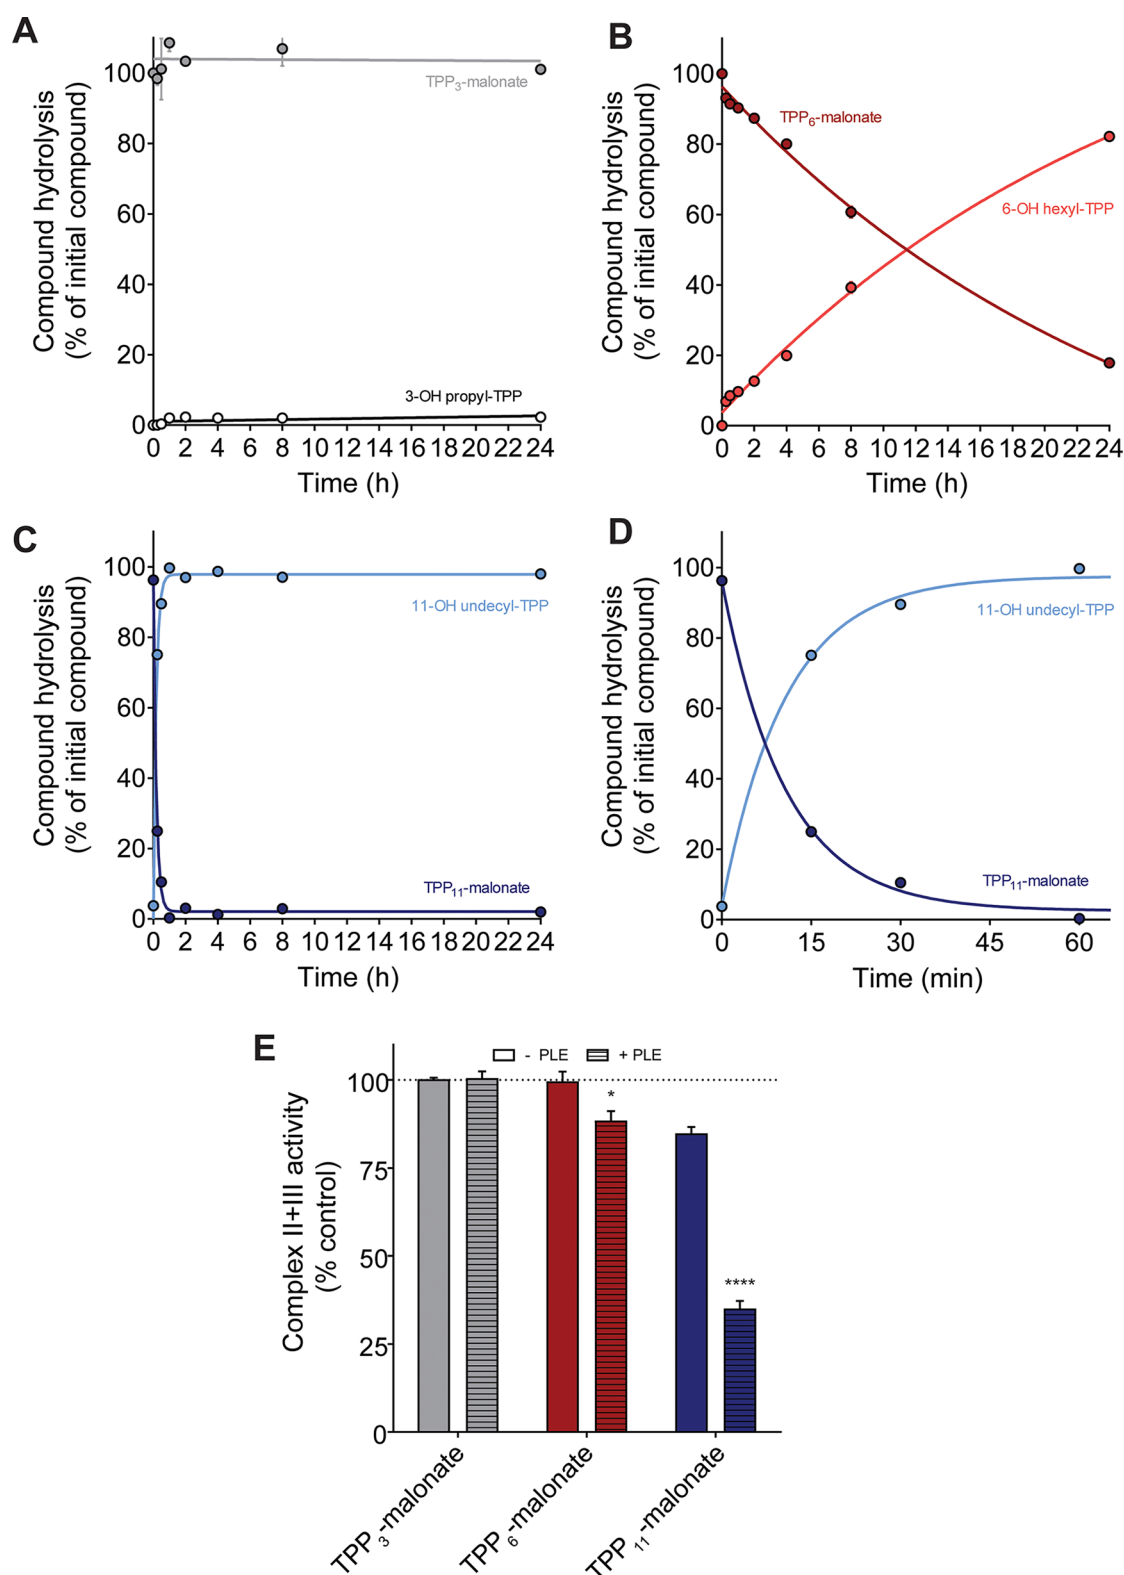 A
Compound hydrolysis
(% of initial compound)
100
80
60
40
20
0
TPP3-malonate
3-OH propyl-TPP
0 2 4 6 8 10 12 14 16 18 20 22 24
Time (h)
B
Compound hydrolysis
(% of initial compound)
100
80
60
40
20
0
TPP6-malonate
6-OH hexyl-TPP
0 2 4 6 8 10 12 14 16 18 20 22 24
Time (h)
C
Compound hydrolysis
(% of initial compound)
100
80
60
40
20
0
11-OH undecyl-TPP
TPP11-malonate
0 2 4 6 8 10 12 14 16 18 20 22 24
Time (h)
D
Compound hydrolysis
(% of initial compound)
100
80
60
40
20
0
11-OH undecyl-TPP
TPP11-malonate
0 15 30 45 60
Time (min)
E
- PLE + PLE
Complex II+III activity
(% control)
100
75
50
25
0
*
****
TPP3-malonate
TPP6-malonate
TPP11-malonate